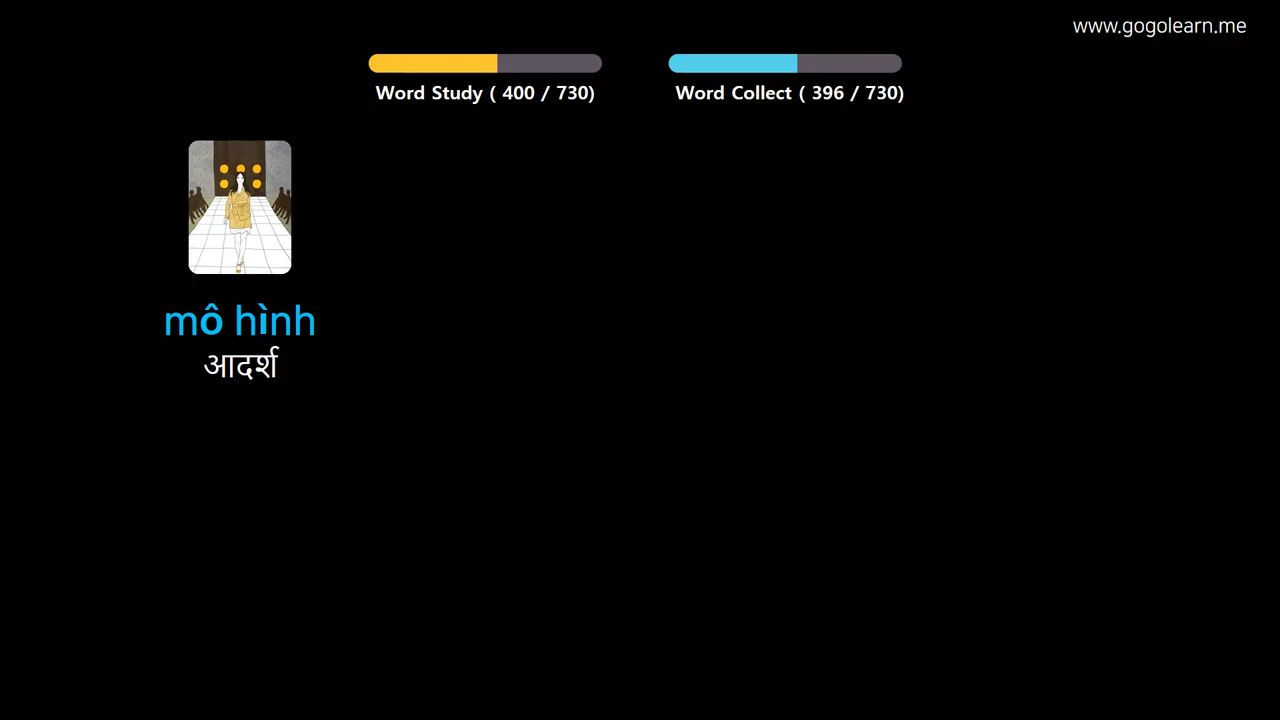 www.gogolearn.me
Word Study ( 400 / 730)
Word Collect ( 396 / 730)
mô hình
आदर्श